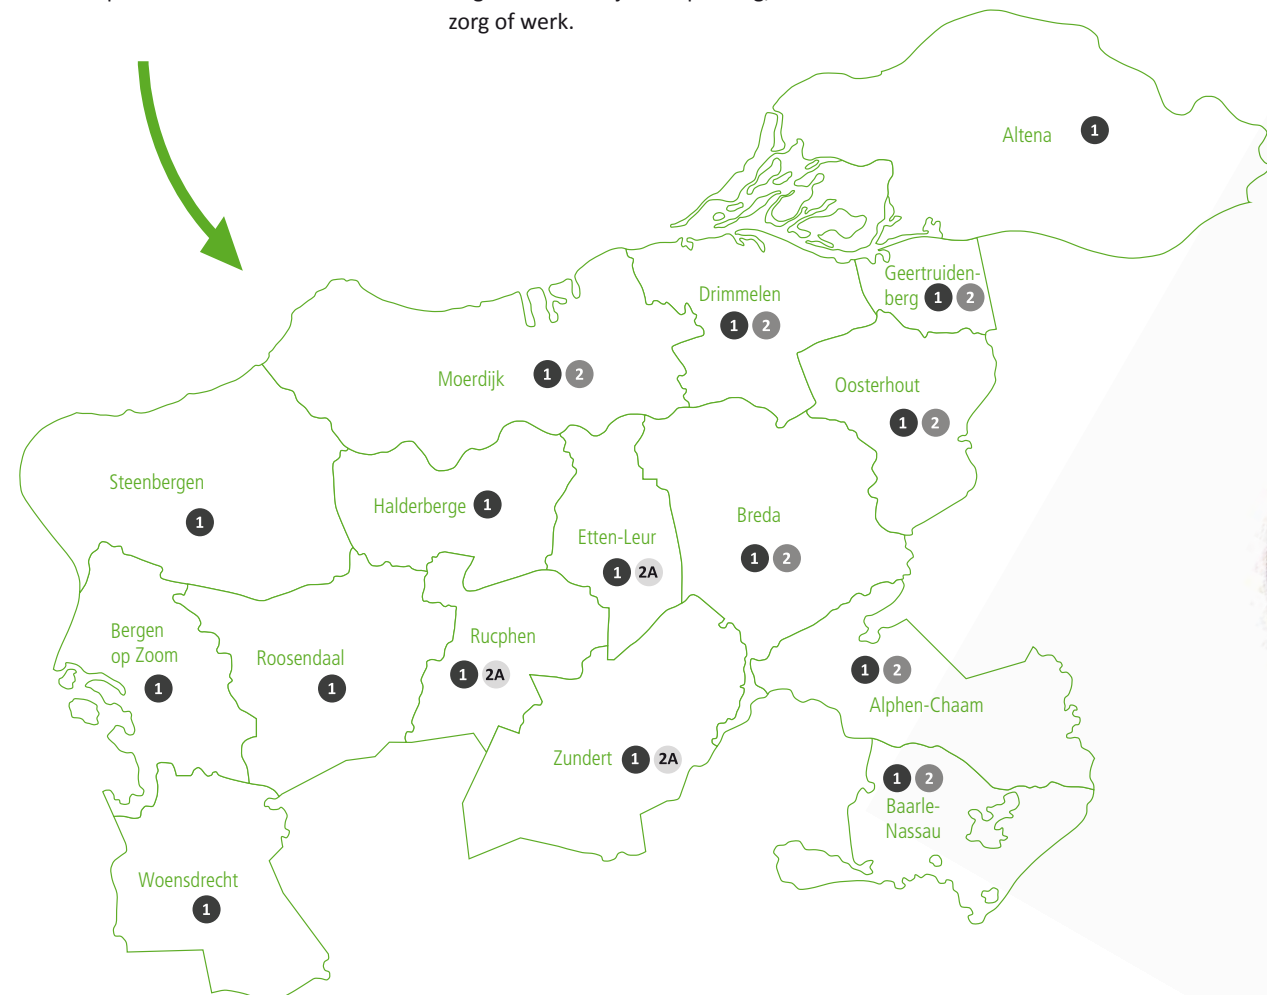 zorg of werk.
Altena 1
Geertruiden-
berg 1 2
Drimmelen
1 2
Moerdijk 1 2
Oosterhout
1 2
Steenbergen
1
Halderberge 1
Etten-Leur
1 2A
Breda
1 2
Bergen
op Zoom
1
Roosendaal
1
Rucphen
1 2A
1 2
Alphen-Chaam
Zundert 1 2A
1 2
Baarle-
Nassau
Woensdrecht
1